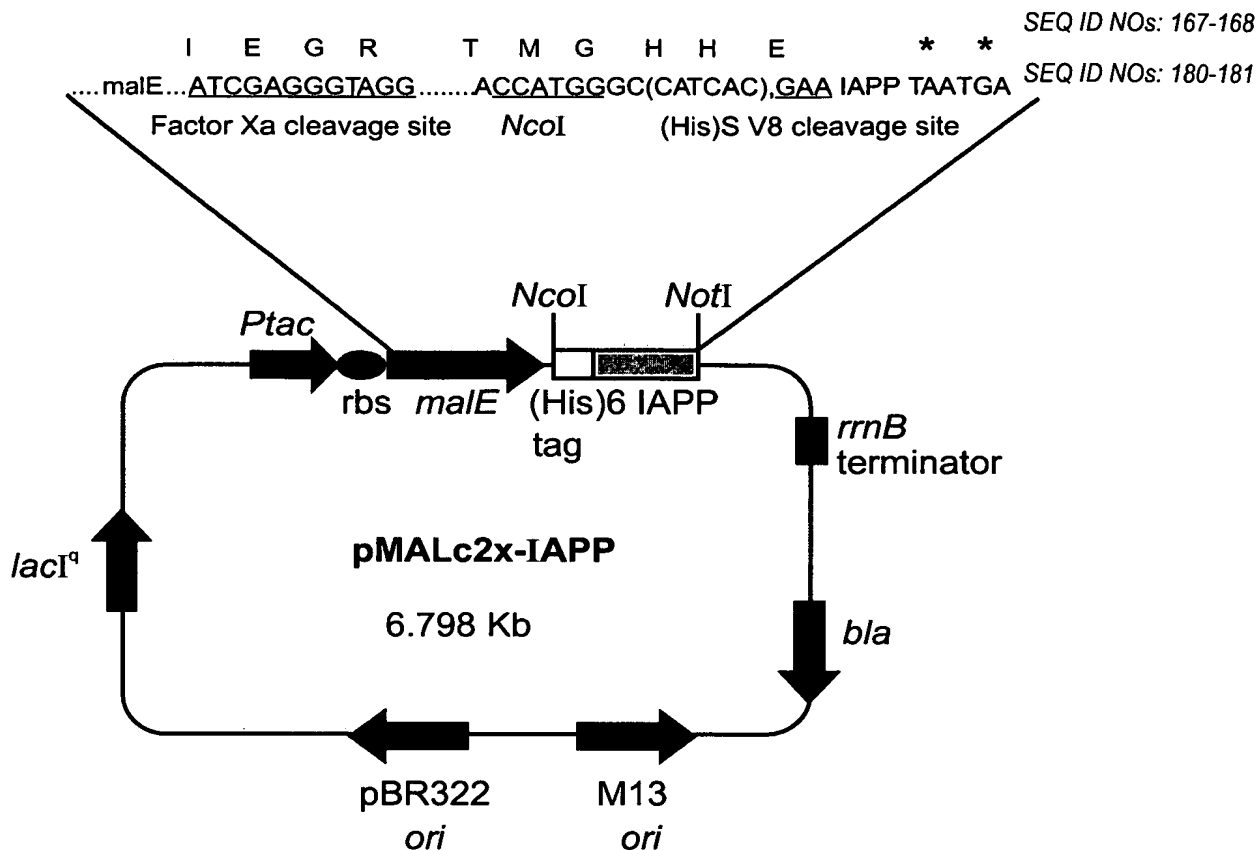 SEQ ID NOs: 167-168
I E G R T M G H H E * *
SEQ ID NOs: 180-181
....malE...ATCGAGGGTAGG........ACCATGGGC(CATCAC),GAA IAPP TAATGA
Factor Xa cleavage site NcoI (His)S V8 cleavage site
NcoI NotI
Ptac
rbs malE (His)6 IAPP
tag
rrnB
terminator
lacIq
pMALc2x-IAPP
6.798 Kb
bla
pBR322 M13
ori ori